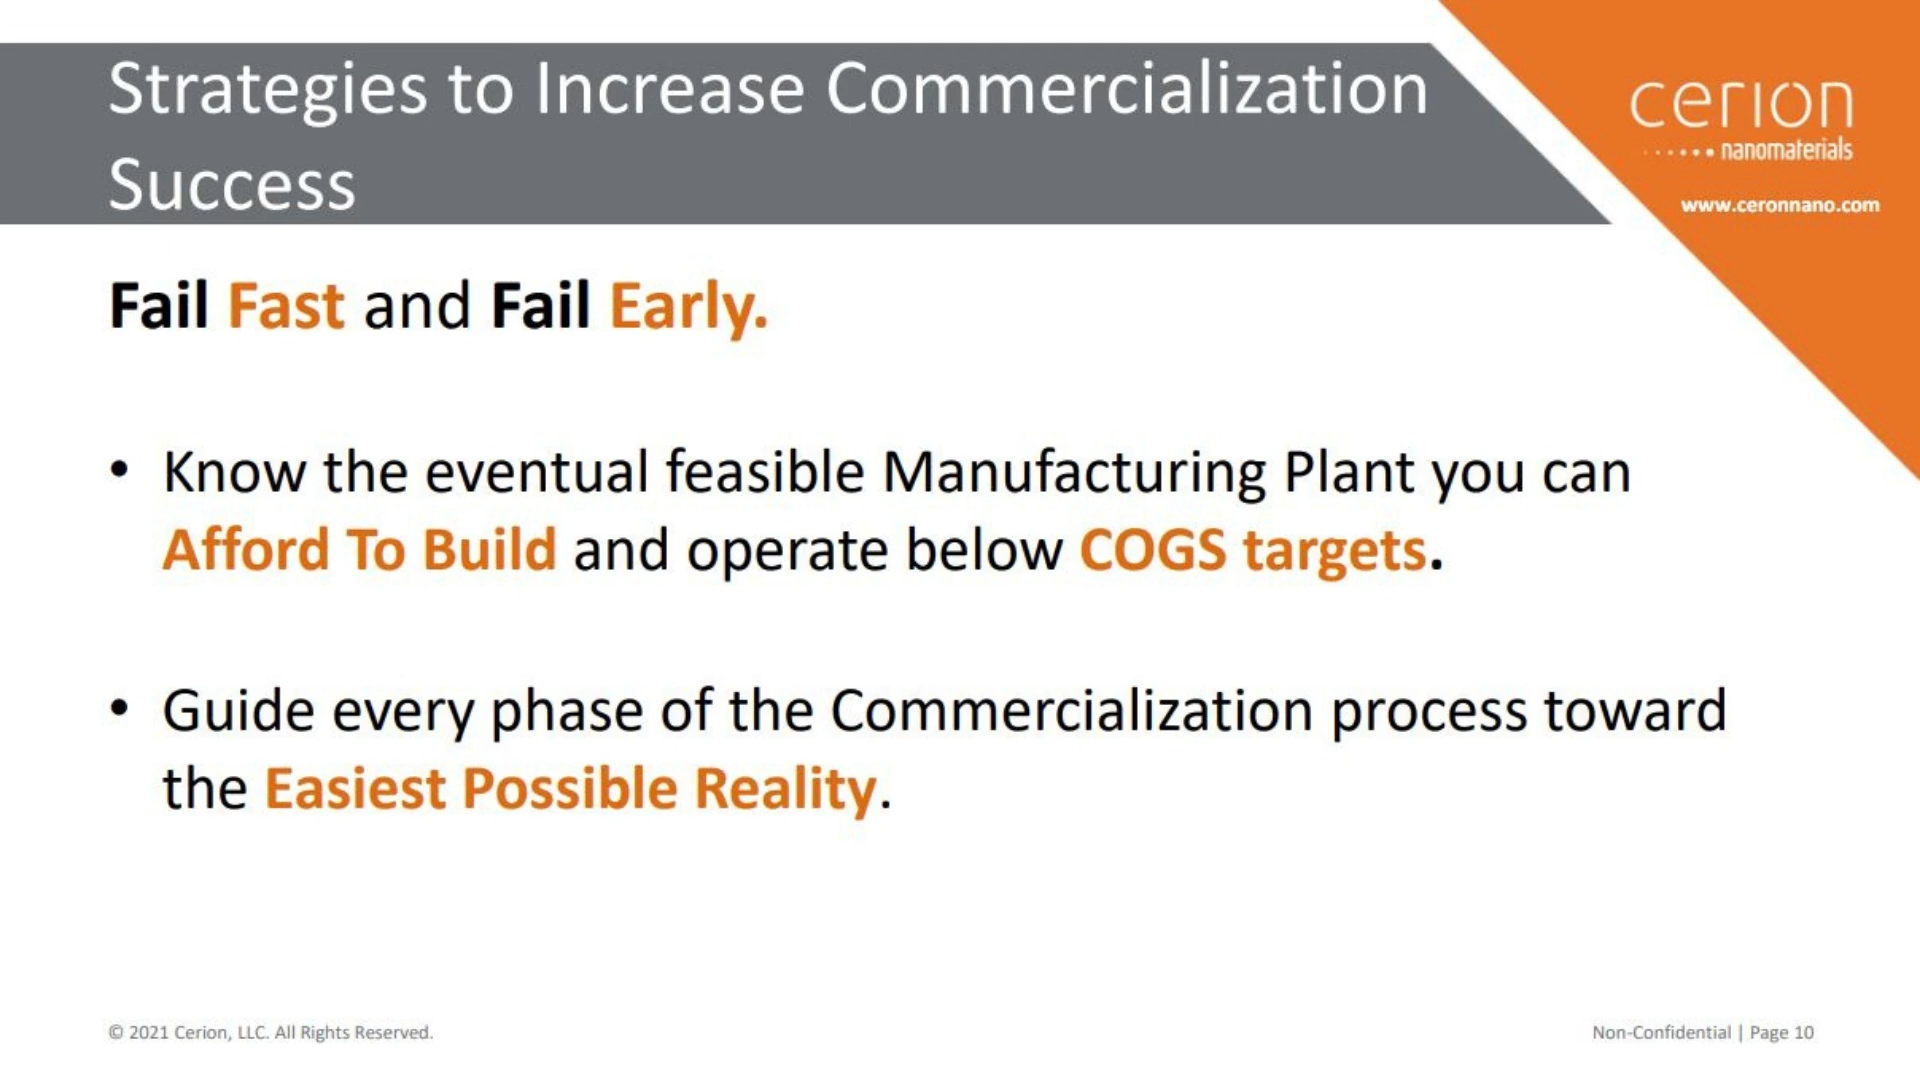 Strategies to Increase Commercialization
Success
cerion
nanomaterials
www.ceronnano.com
Fail Fast and Fail Early.
• Know the eventual feasible Manufacturing Plant you can
Afford To Build and operate below COGS targets.
• Guide every phase of the Commercialization process toward
the Easiest Possible Reality.
© 2021 Cerion, LLC. All Rights Reserved.
Non-Confidential | Page 10